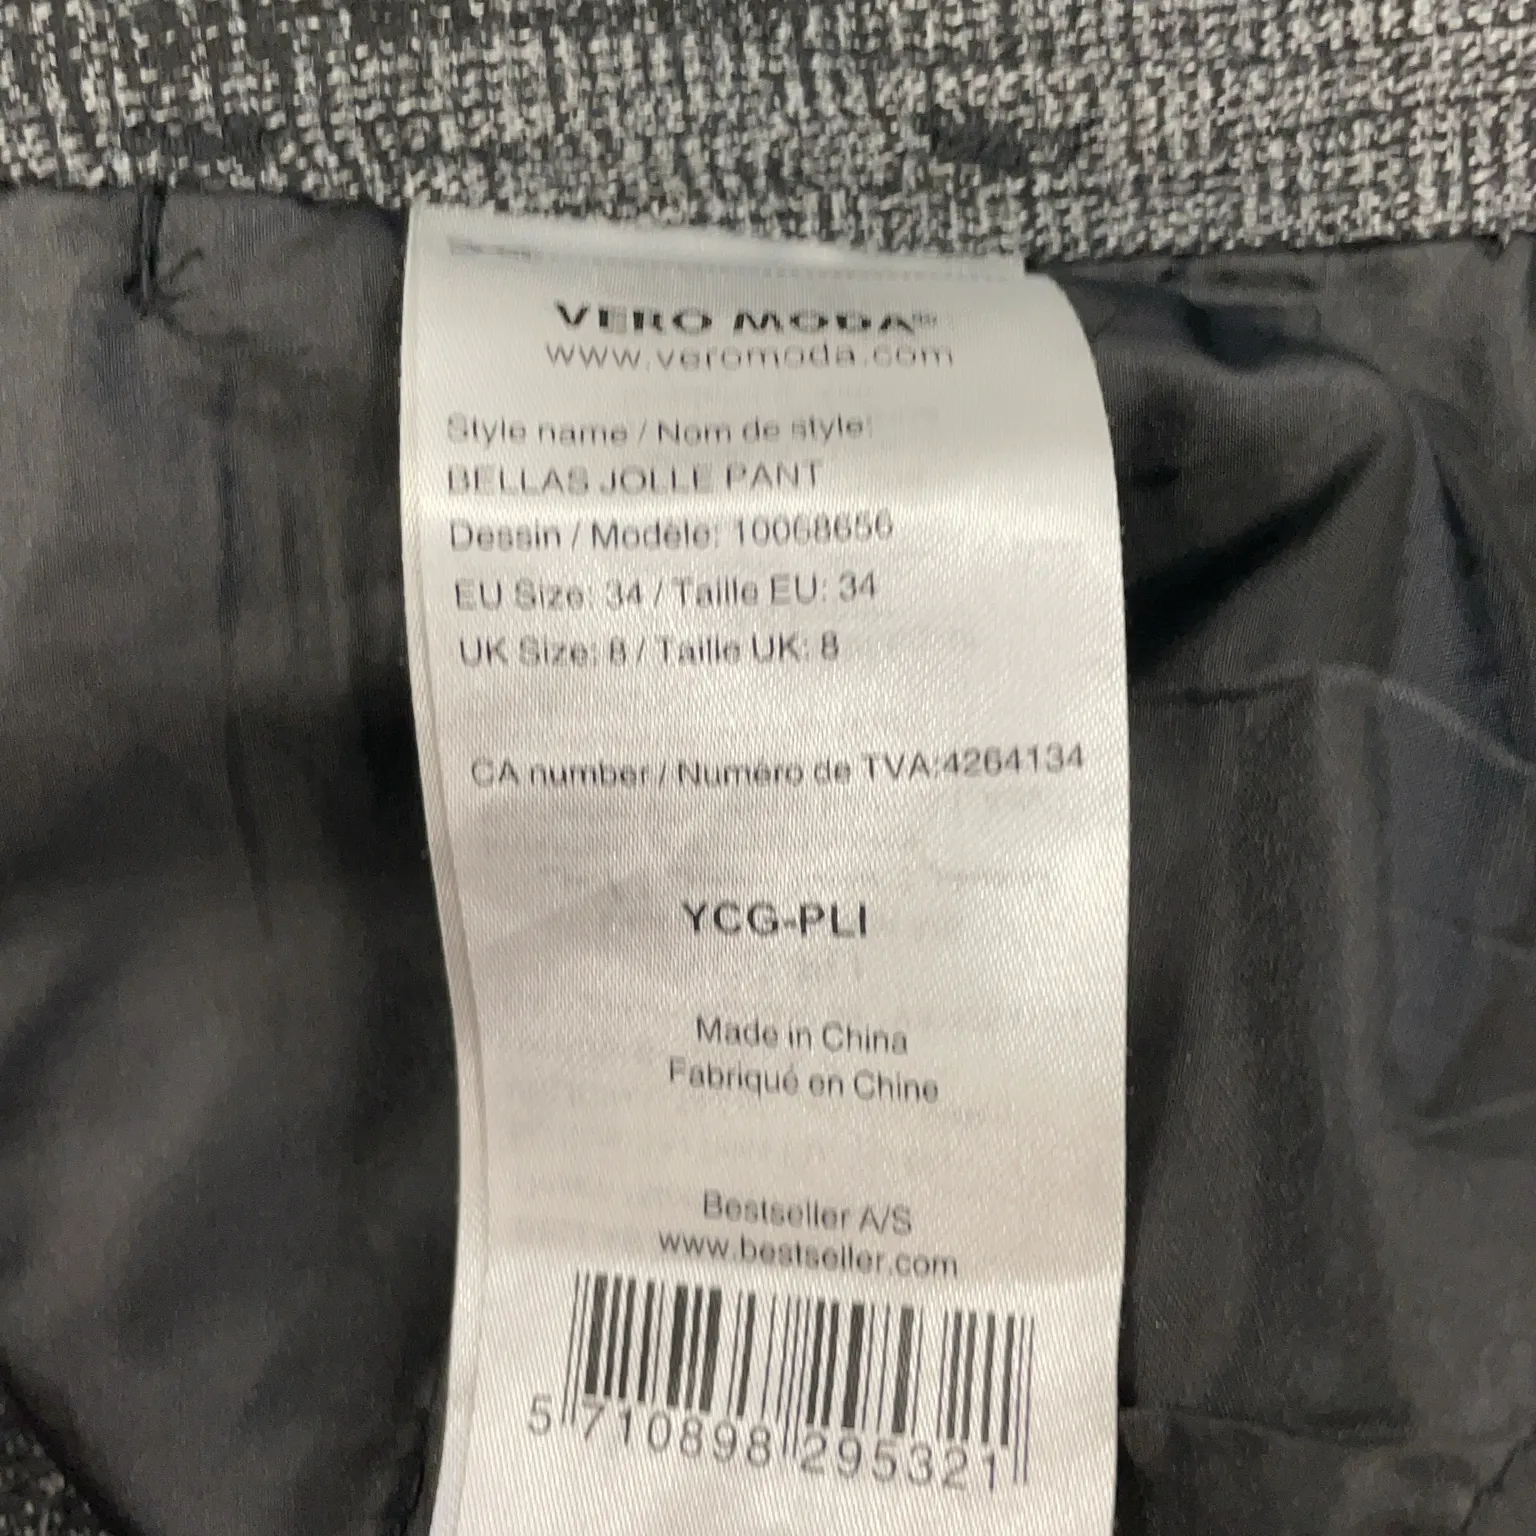 VERO MODA®
www.veromoda.com
Style name / Nom de style:
BELLAS JOLLE PANT
Dessin / Modèle: 10068656
EU Size: 34 / Taille EU: 34
UK Size: 8 / Taille UK: 8
CA number / Numéro de TVA:4264134
YCG-PLI
Made in China
Fabriqué en Chine
Bestseller A/S
www.bestseller.com
5 710898 295321